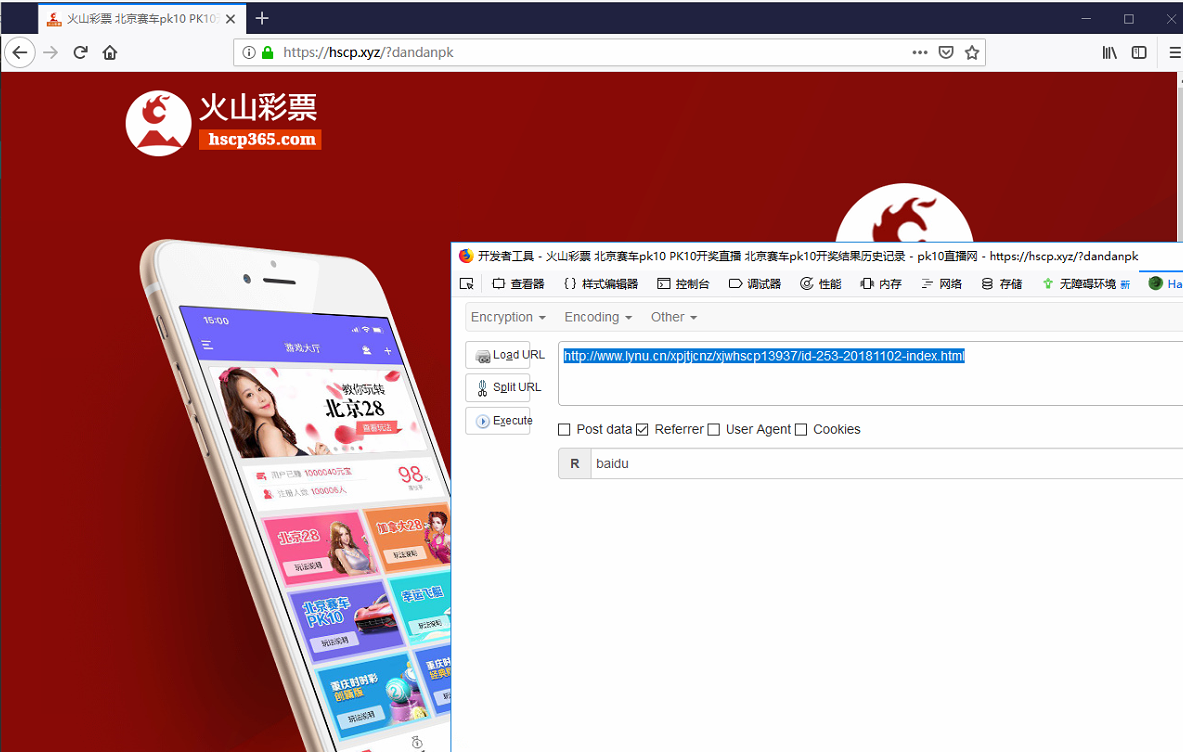 火山彩票 北京赛车pk10 PK10
https://hscp.xyz/?dandanpk
火山彩票
hscp365.com
开发者工具 - 火山彩票 北京赛车pk10 PK10开奖直播 北京赛车pk10开奖结果历史记录 - pk10直播网 - https://hscp.xyz/?dandanpk
查看器 {} 样式编辑器 控制台 调试器 性能 内存 网络 存储 无障碍环境 新 Ha
Encryption Encoding Other
Load URL
http://www.lynu.cn/xpjtjcnz/xjwhscp13937/id-253-20181102-index.html
Split URL
Execute
Post data Referrer User Agent Cookies
R baidu
15:00
游戏大厅
教你玩转
北京28
查看玩法
用户已赚 1000040元宝
注册人数 100006人
98%
北京28
玩法说明
加拿大28
玩法说明
北京赛车
PK10
玩法说明
幸运飞艇
玩法说明
重庆时时彩
创富版
玩法说明
重庆时
经典